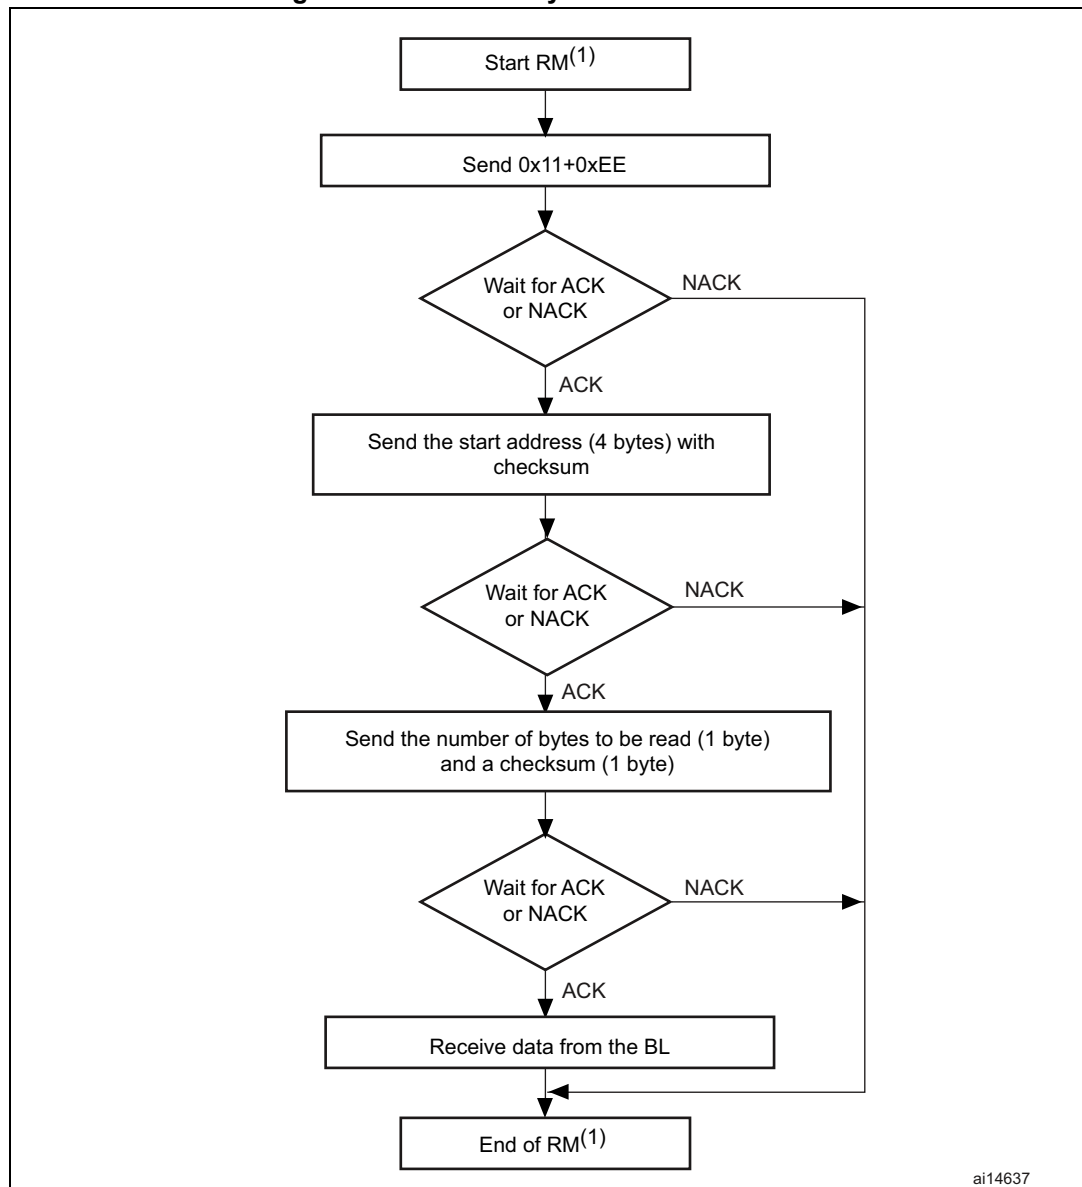 Start RM(1)
Send 0x11+0xEE
Wait for ACK
or NACK
NACK
ACK
Send the start address (4 bytes) with
checksum
Wait for ACK
or NACK
NACK
ACK
Send the number of bytes to be read (1 byte)
and a checksum (1 byte)
Wait for ACK
or NACK
NACK
ACK
Receive data from the BL
End of RM(1)
ai14637